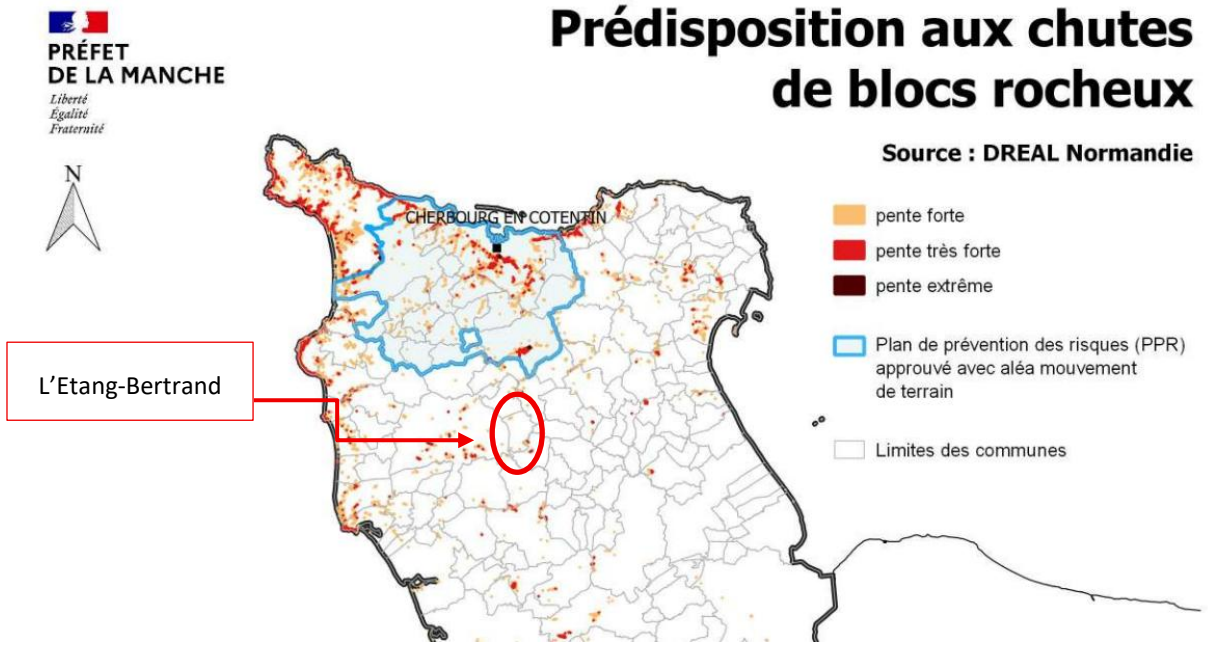 PRÉFET
DE LA MANCHE
Liberté
Égalité
Fraternité
N
Prédisposition aux chutes
de blocs rocheux
Source : DREAL Normandie
CHERBOURG EN COTENTIN
L’Etang-Bertrand
pente forte
pente très forte
pente extrême
Plan de prévention des risques (PPR)
approuvé avec aléa mouvement
de terrain
Limites des communes